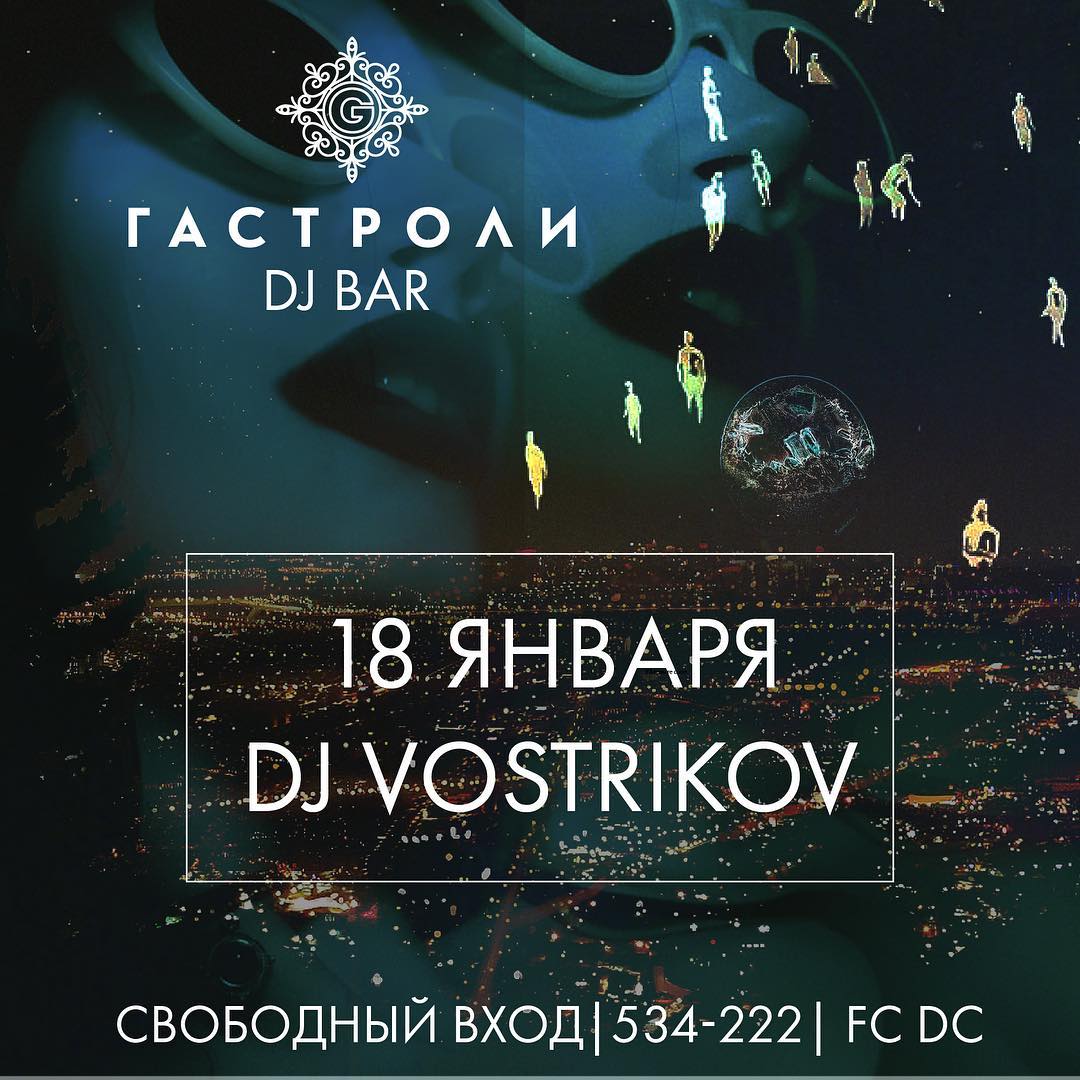 G
ГАСТРОЛИ
DJ BAR
18 ЯНВАРЯ
DJ VOSTRIKOV
СВОБОДНЫЙ ВХОД|534-222| FC DC